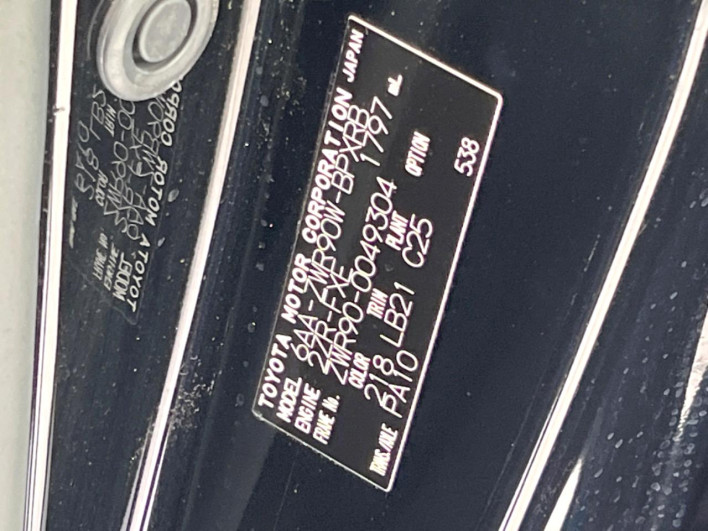 TOYOTA MOTOR CORPORATION JAPAN
MODEL 6AA-ZWR90W-BPXRB
ENGINE 2ZR-FXE 1797 mL
FRAME No. ZWR90-0049304
COLOR TRIM PLANT OPTION
218 LB21 C25
TRANS./AXLE PA10 538